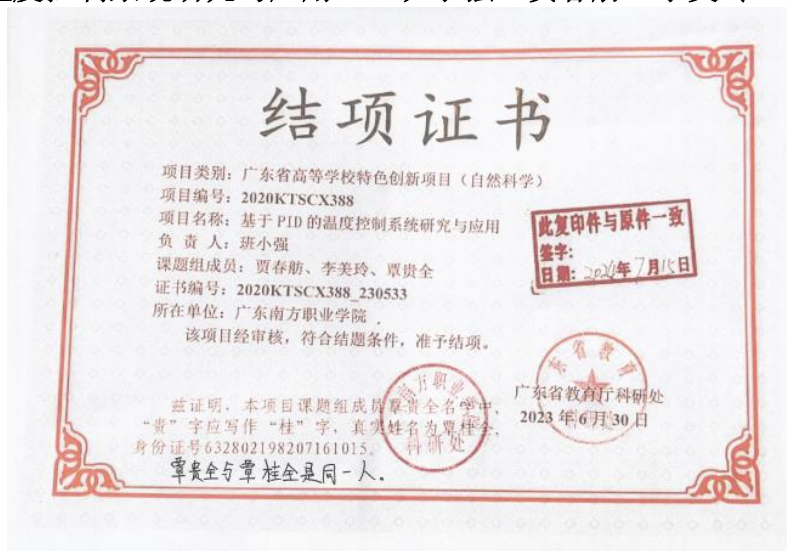 结项证书
项目类别：广东省高等学校特色创新项目（自然科学）
项目编号：2020KTSCX388
项目名称：基于PID的温度控制系统研究与应用
负 责 人：班小强
课题组成员：贾春舫、李美玲、覃贵全
证书编号：2020KTSCX388_230533
所在单位：广东南方职业学院
该项目经审核，符合结题条件，准予结项。
此复印件与原件一致
签字：
日期：2024年7月15日
广东省教育厅科研处
2023年6月30日
兹证明，本项目课题组成员覃贵全名字中，
“贵”字应写作“桂”字，真实姓名为覃桂全，
身份证号632802198207161015。
覃贵全与覃桂全是同一人。
南方职业
科研处
东省教育